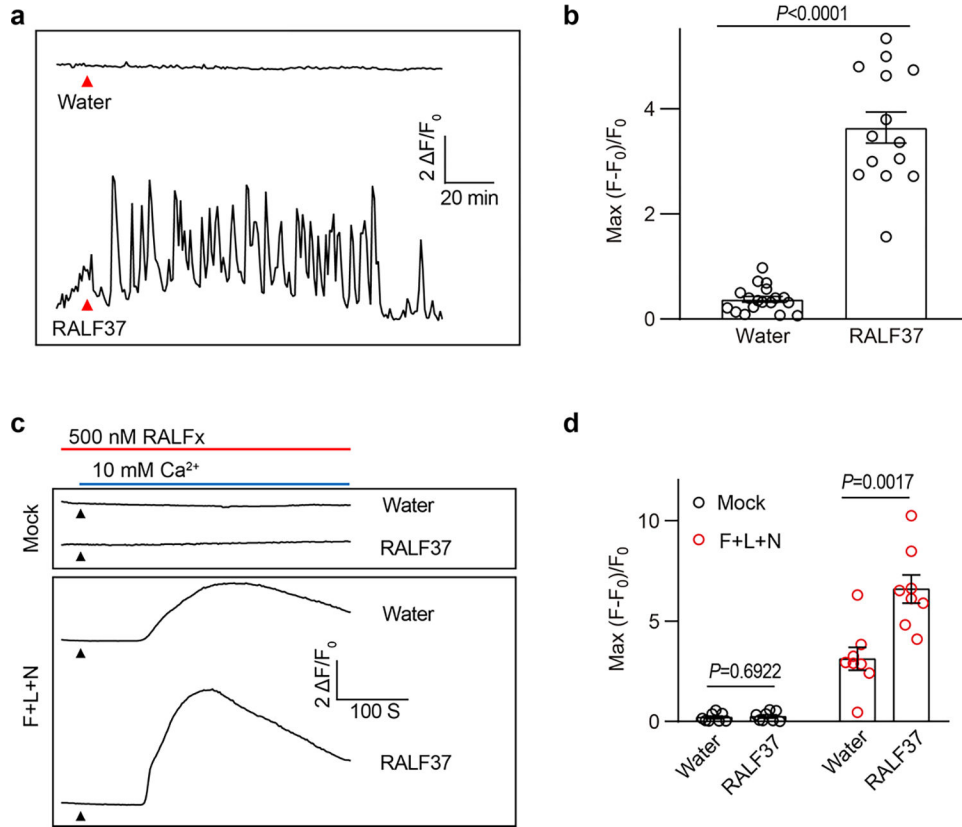 a
Water
RALF37
2 ΔF/F₀
20 min
b
P<0.0001
Max (F-F₀)/F₀
4
2
0
Water
RALF37
c
500 nM RALFx
10 mM Ca²⁺
Mock
Water
RALF37
F+L+N
Water
2 ΔF/F₀
100 S
RALF37
d
P=0.0017
Mock
F+L+N
Max (F-F₀)/F₀
10
5
0
P=0.6922
Water
RALF37
Water
RALF37